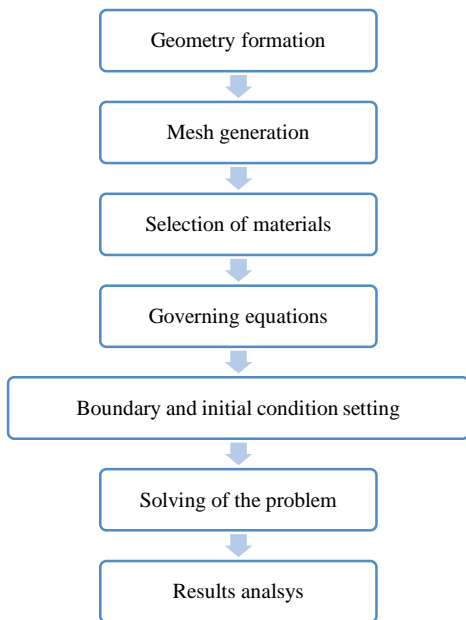 Geometry formation
Mesh generation
Selection of materials
Governing equations
Boundary and initial condition setting
Solving of the problem
Results analsys